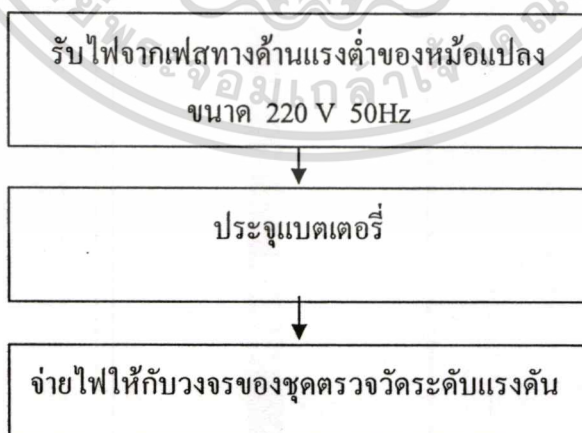 รับไฟจากเฟสทางด้านแรงต่ำของหม้อแปลง
ขนาด 220 V 50Hz
ประจุแบตเตอรี่
จ่ายไฟให้กับวงจรของชุดตรวจวัดระดับแรงดัน